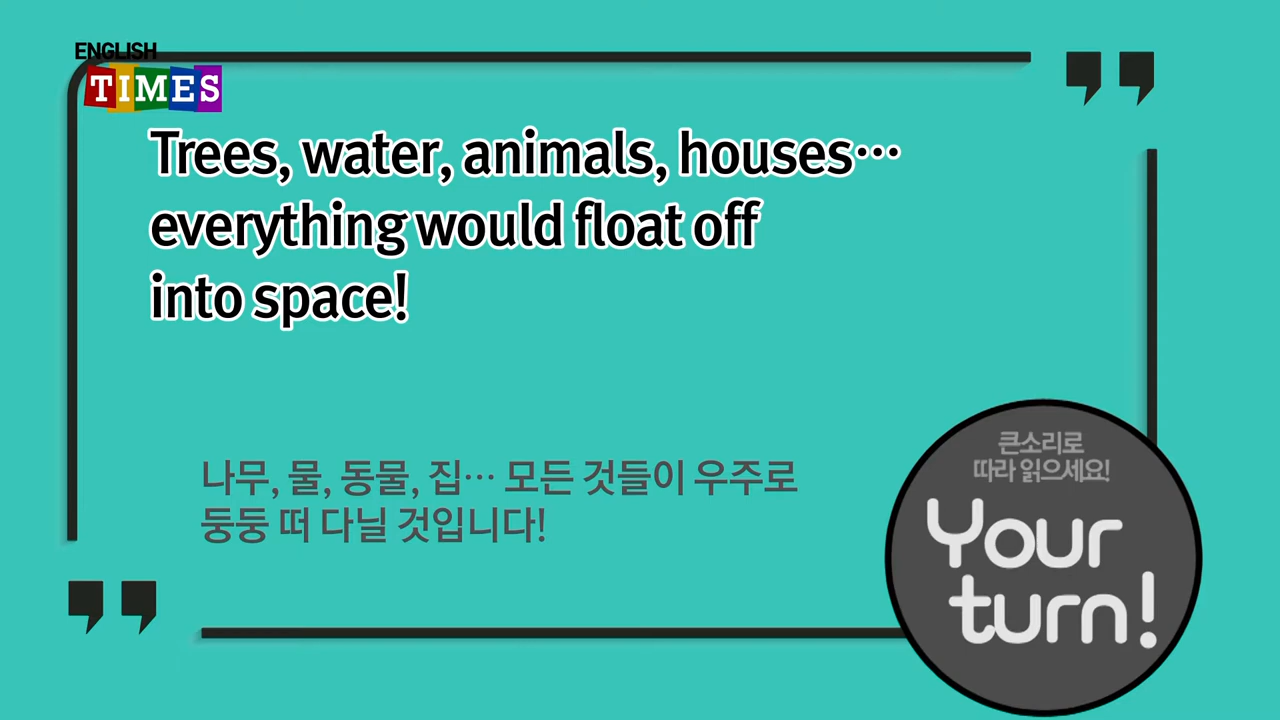 ENGLISH
TIMES
Trees, water, animals, houses…
everything would float off
into space!
나무, 물, 동물, 집… 모든 것들이 우주로
둥둥 떠 다닐 것입니다!
큰소리로
따라 읽으세요!
Your
turn!